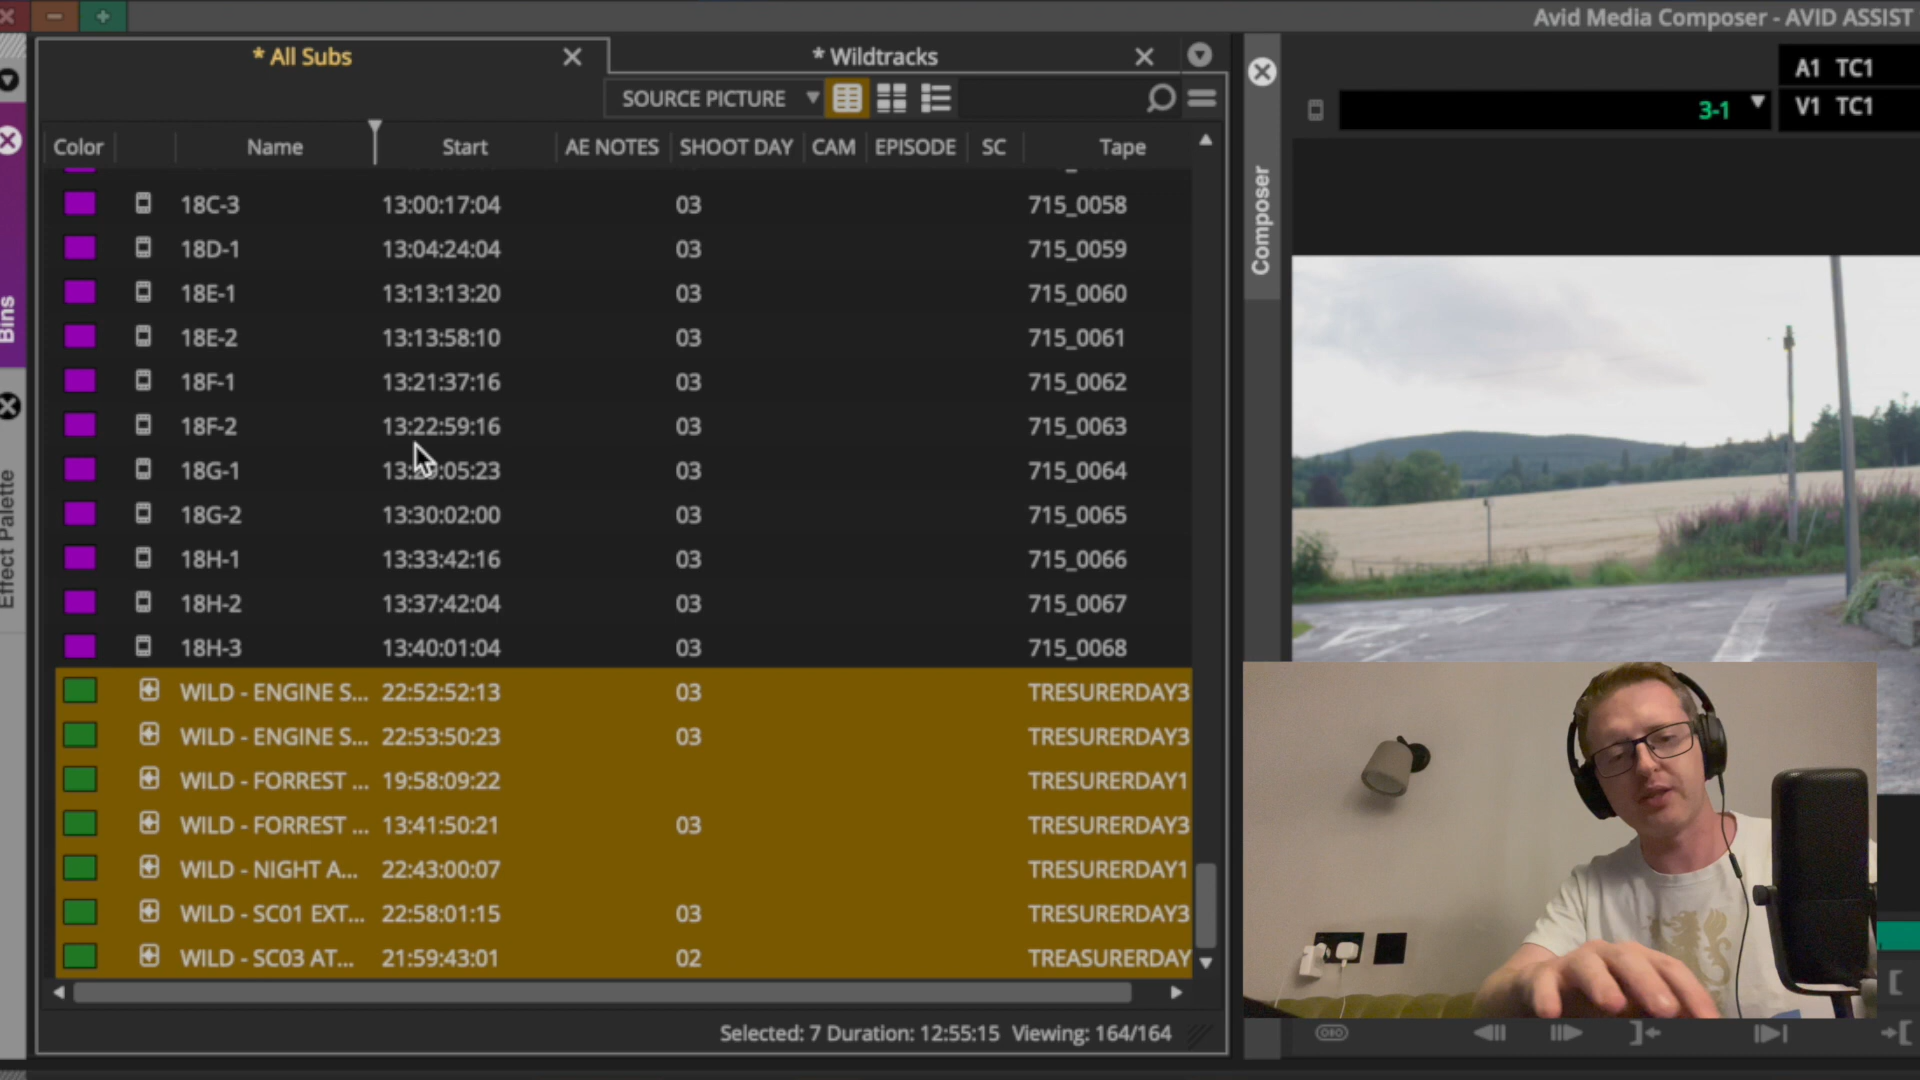 Avid Media Composer - AVID ASSIST
* All Subs
* Wildtracks
SOURCE PICTURE
A1 TC1
V1 TC1
3-1
Color Name Start AE NOTES SHOOT DAY CAM EPISODE SC Tape
18C-3 13:00:17:04 03 715_0058
18D-1 13:04:24:04 03 715_0059
18E-1 13:13:13:20 03 715_0060
18E-2 13:13:58:10 03 715_0061
18F-1 13:21:37:16 03 715_0062
18F-2 13:22:59:16 03 715_0063
18G-1 03 715_0064
18G-2 13:30:02:00 03 715_0065
18H-1 13:33:42:16 03 715_0066
18H-2 13:37:42:04 03 715_0067
18H-3 13:40:01:04 03 715_0068
WILD - ENGINE S... 22:52:52:13 03 TRESURERDAY3
WILD - ENGINE S... 22:53:50:23 03 TRESURERDAY3
WILD - FORREST ... 19:58:09:22 TRESURERDAY1
WILD - FORREST ... 13:41:50:21 03 TRESURERDAY3
WILD - NIGHT A... 22:43:00:07 TRESURERDAY1
WILD - SC01 EXT... 22:58:01:15 03 TRESURERDAY3
WILD - SC03 AT... 21:59:43:01 02 TREASURERDAY
Selected: 7 Duration: 12:55:15 Viewing: 164/164
Bins
Effect Palette
Composer